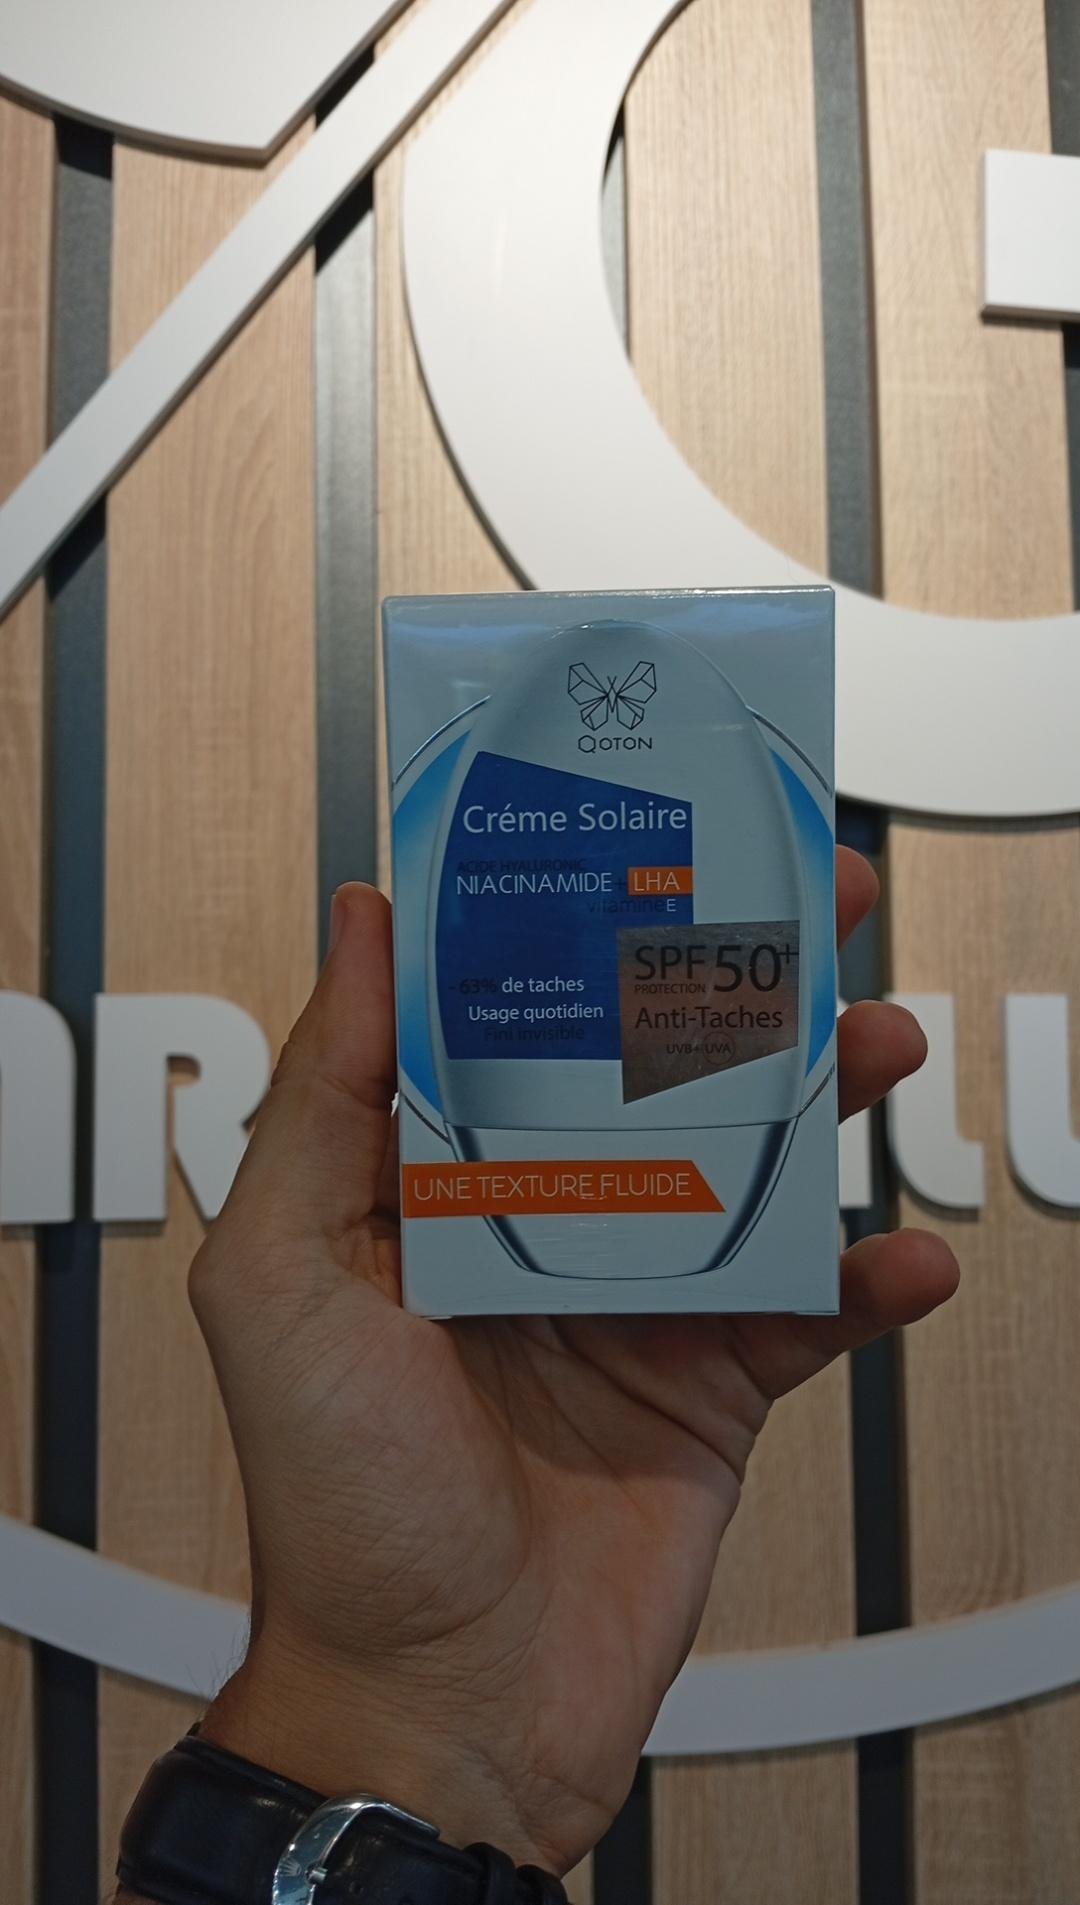 QOTON
Créme Solaire
ACIDE HYALURONIC
NIACINAMIDE + LHA
vitamine E
SPF 50+
PROTECTION
- 63% de taches
Anti-Taches
Usage quotidien
Fini invisible
UVB+ UVA
UNE TEXTURE FLUIDE